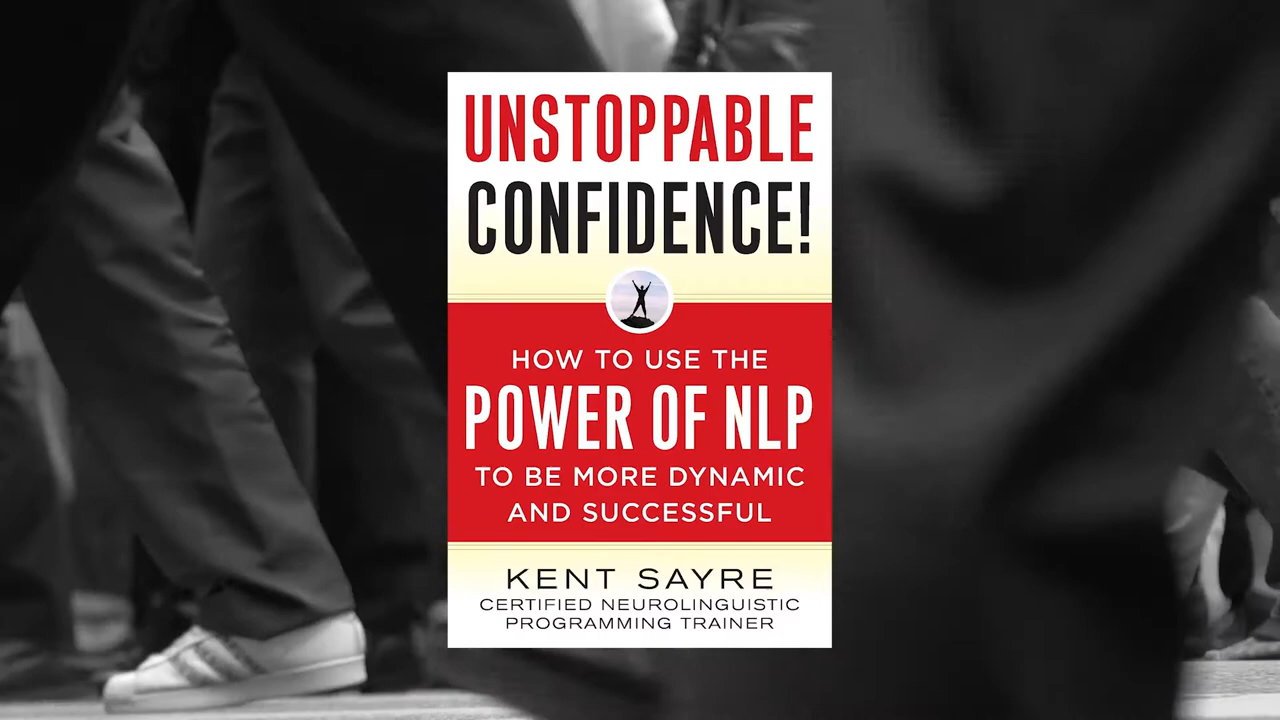 UNSTOPPABLE
CONFIDENCE!
HOW TO USE THE
POWER OF NLP
TO BE MORE DYNAMIC
AND SUCCESSFUL
KENT SAYRE
CERTIFIED NEUROLINGUISTIC
PROGRAMMING TRAINER